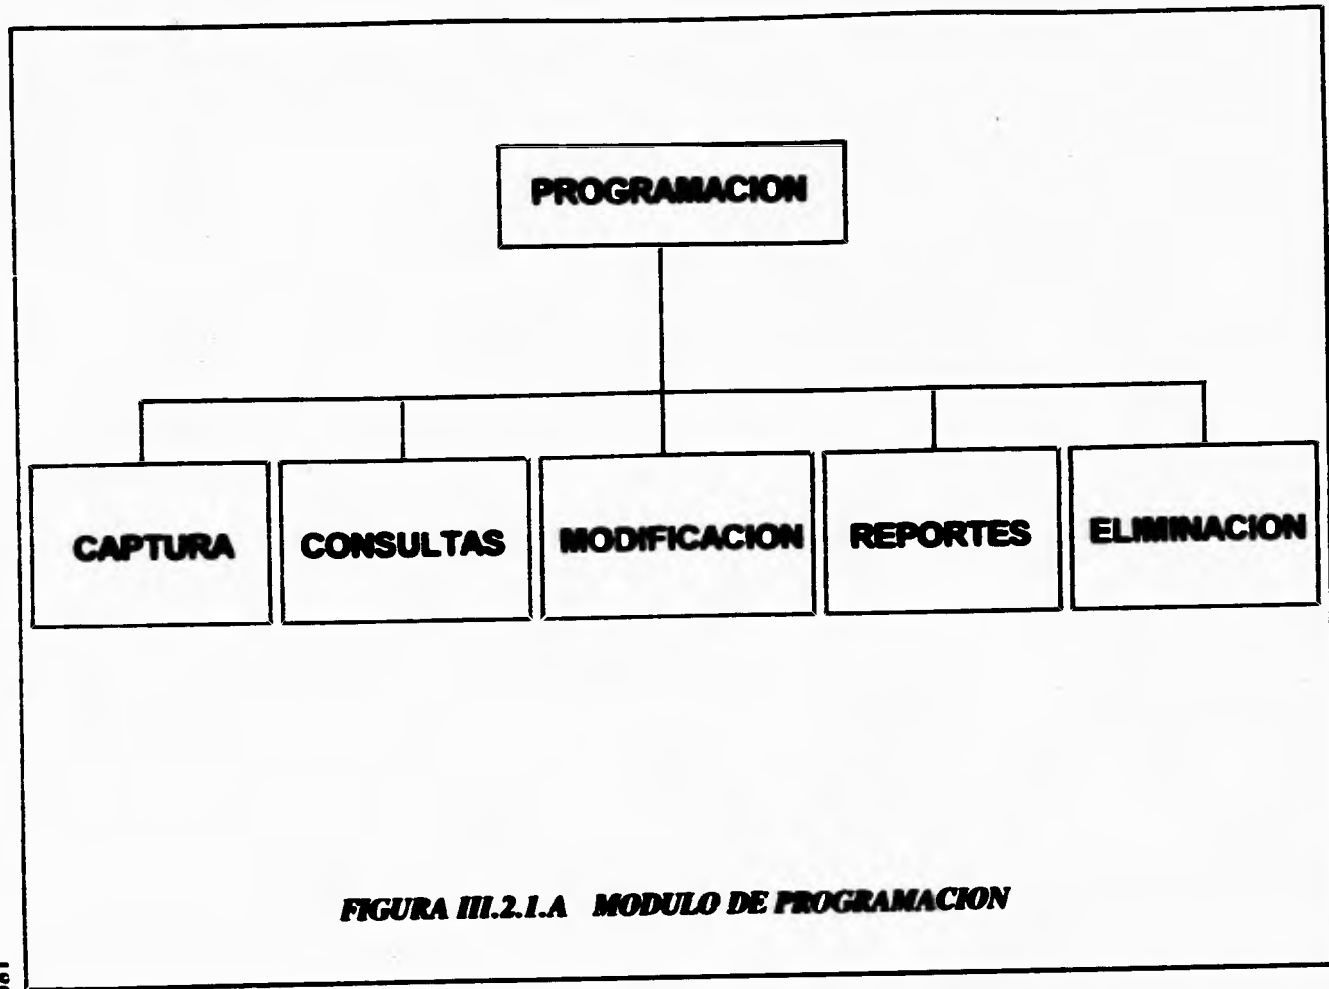 PROGRAMACION
CAPTURA
CONSULTAS
MODIFICACION
REPORTES
ELIMINACION
FIGURA III.2.1.A MODULO DE PROGRAMACION